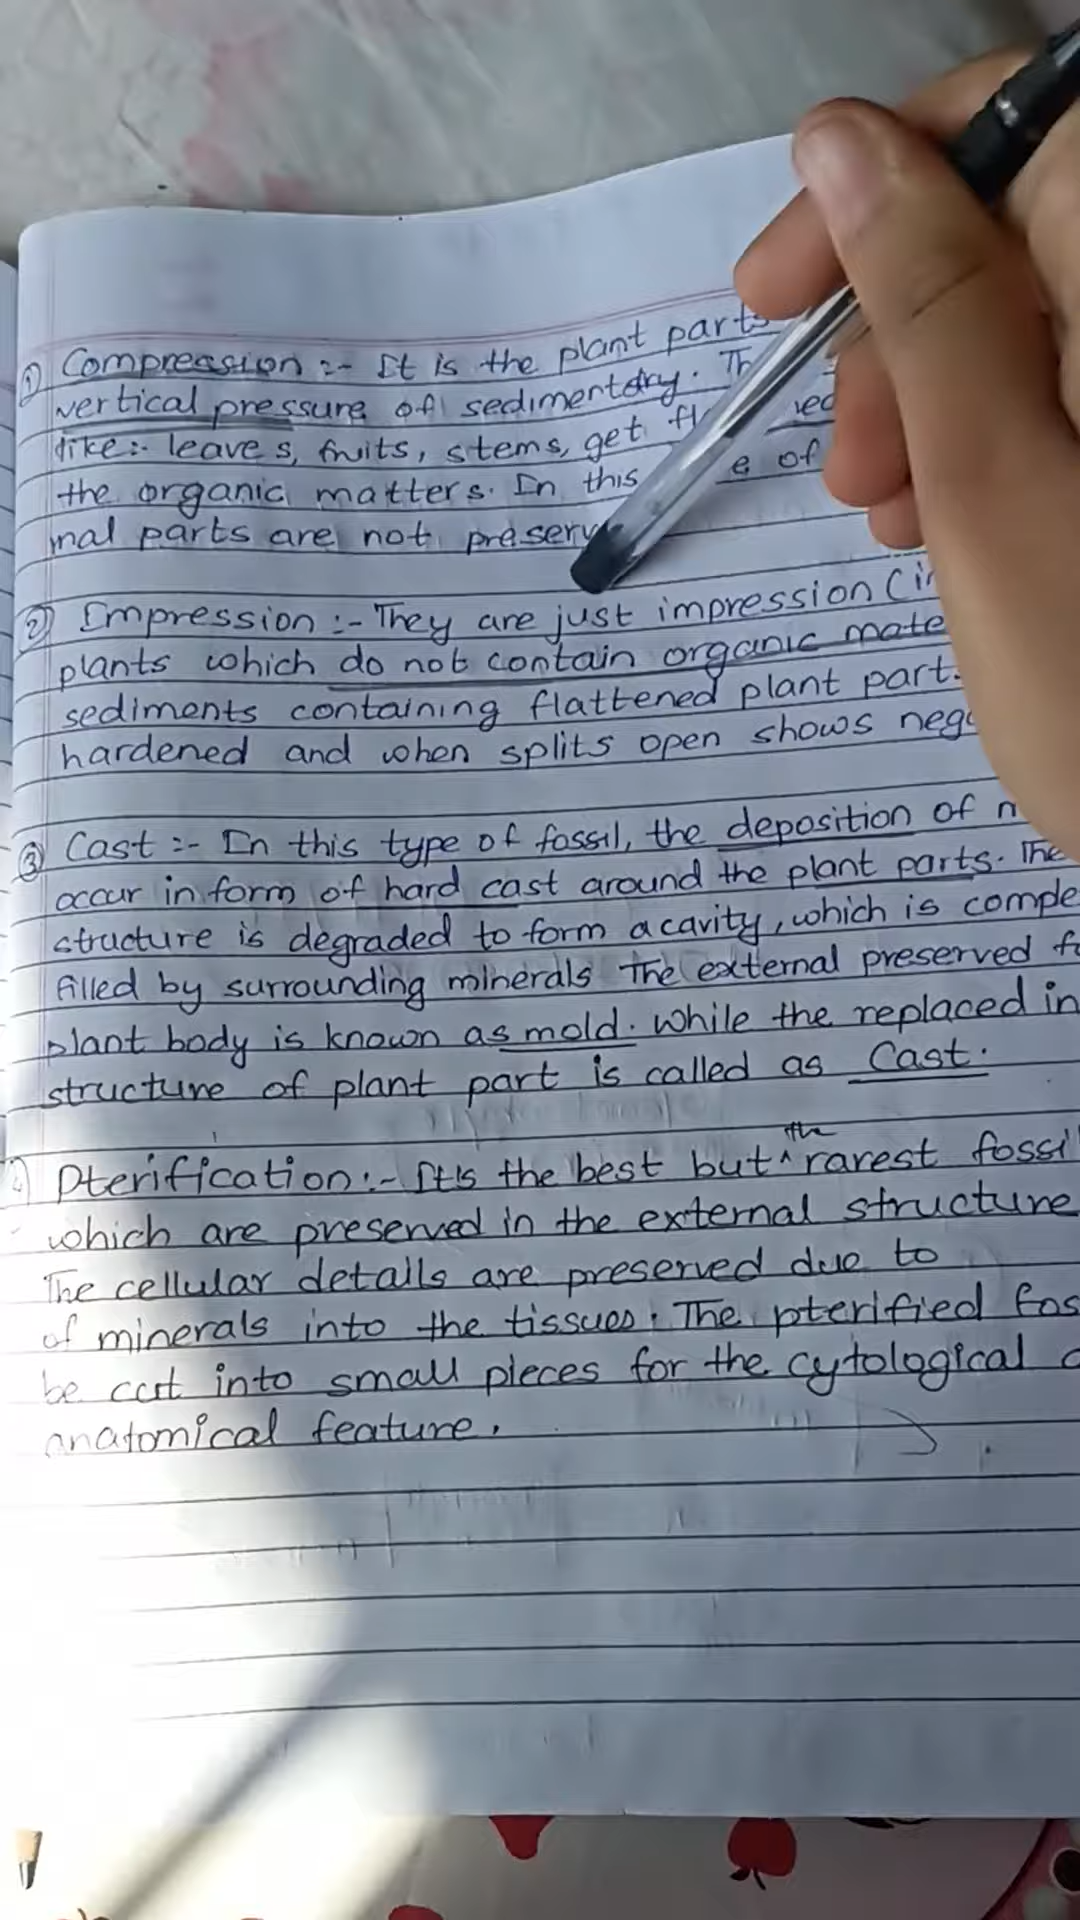 ① Compression :- It is the plant parts
vertical pressure of sedimentary. Th
like:- leaves, fruits, stems, get fl
the organic matters. In this e of
mal parts are not preserv
② Impression :- They are just impression (in
plants which do not contain organic mate
sediments containing flattened plant part.
hardened and when splits open shows neg
③ Cast :- In this type of fossil, the deposition of m
occur in form of hard cast around the plant parts. The
structure is degraded to form a cavity, which is comple
filled by surrounding minerals The external preserved f
plant body is known as mold. While the replaced in
structure of plant part is called as Cast.
Pterification :- It's the best but the rarest fossil
which are preserved in the external structure
The cellular details are preserved due to
of minerals into the tissues. The pterified fos
be cut into small pieces for the cytological a
anatomical feature.